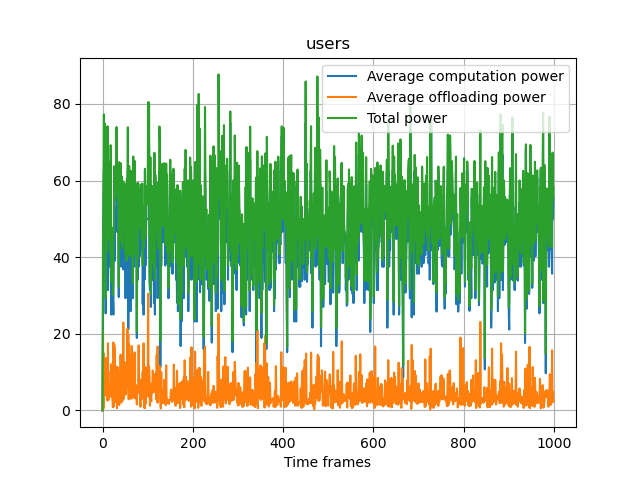 users
Average computation power
Average offloading power
Total power
80
60
40
20
0
0 200 400 600 800 1000
Time frames